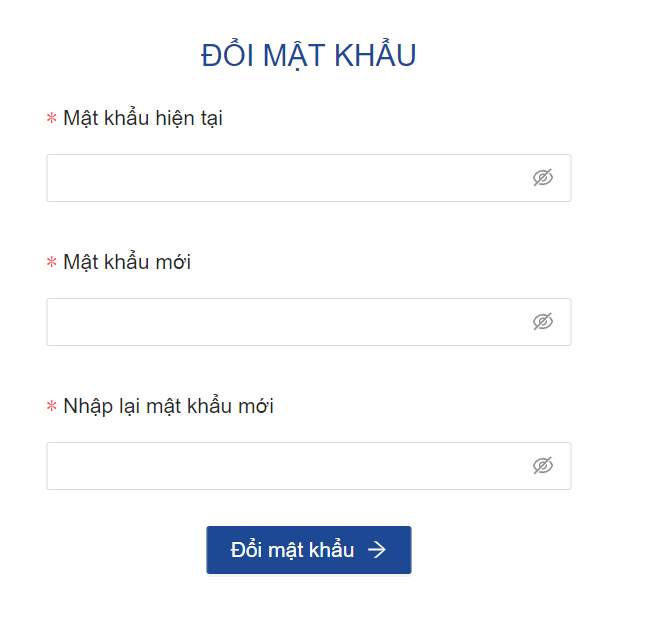 ĐỔI MẬT KHẨU
* Mật khẩu hiện tại
* Mật khẩu mới
* Nhập lại mật khẩu mới
Đổi mật khẩu →